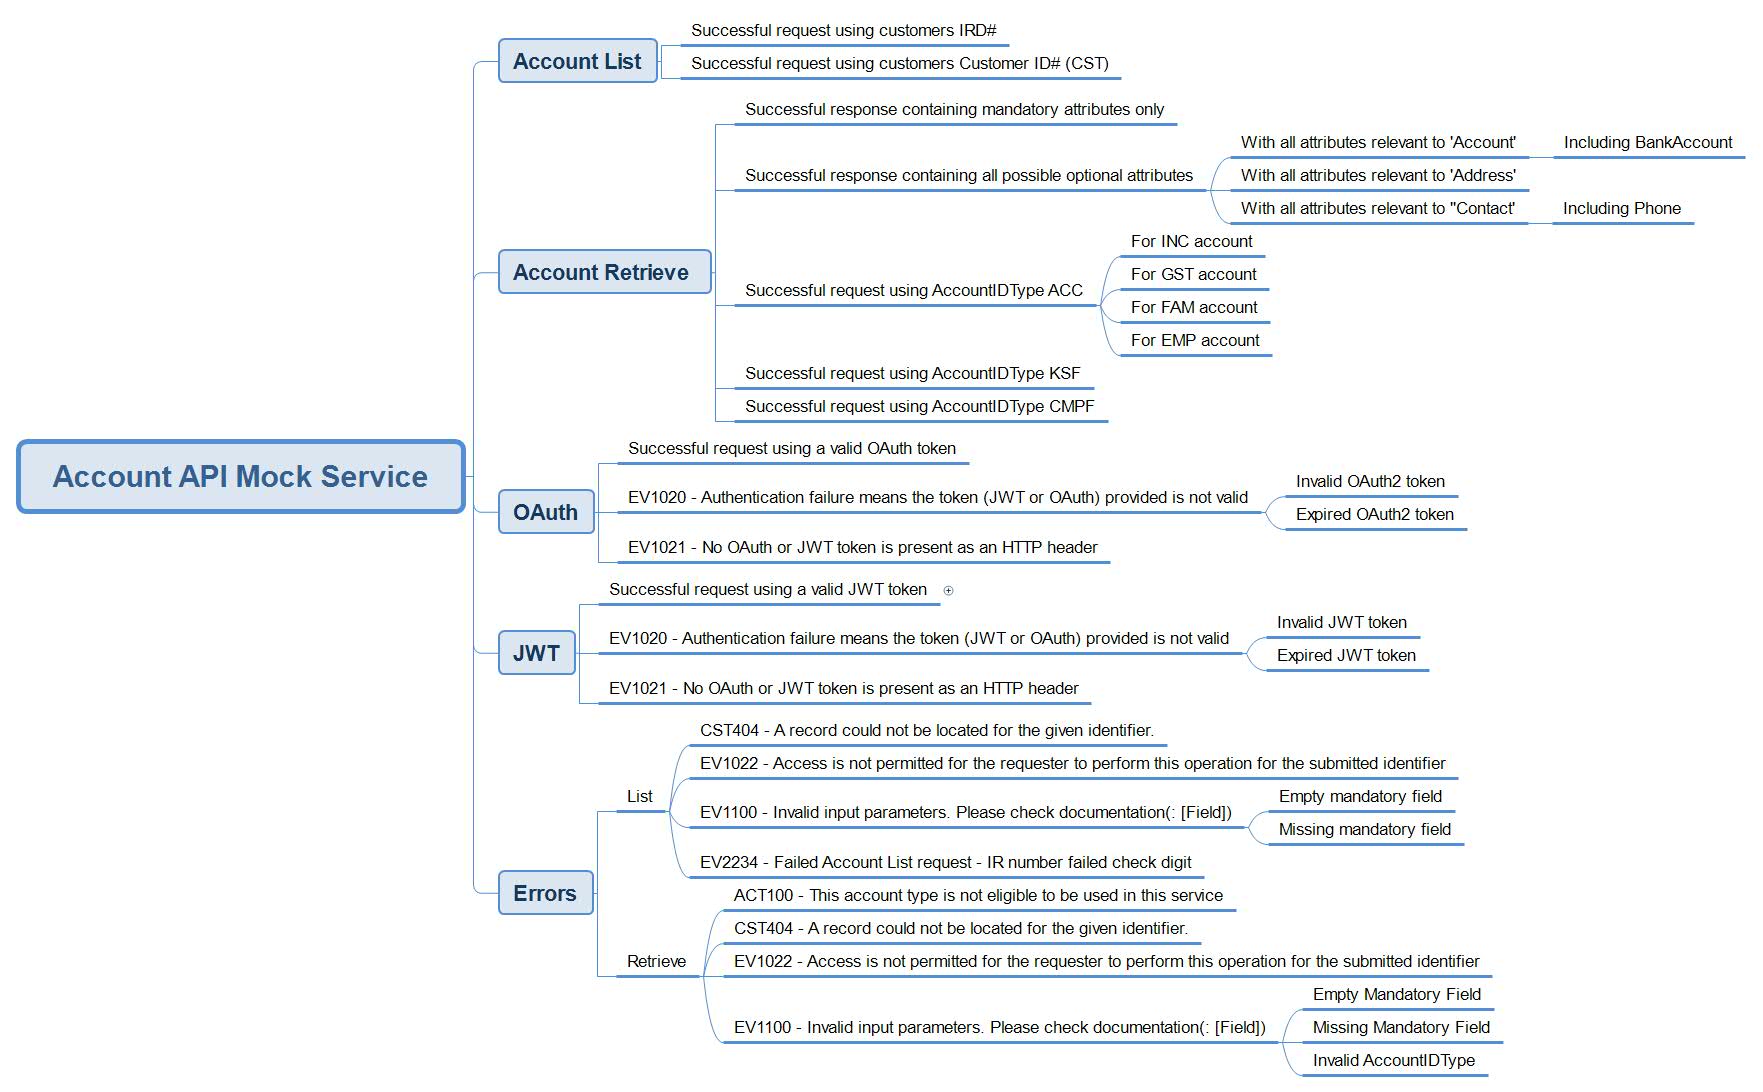 Account API Mock Service
Account List
Successful request using customers IRD#
Successful request using customers Customer ID# (CST)
Account Retrieve
Successful response containing mandatory attributes only
Successful response containing all possible optional attributes
With all attributes relevant to 'Account'
Including BankAccount
With all attributes relevant to 'Address'
With all attributes relevant to "Contact'
Including Phone
Successful request using AccountIDType ACC
For INC account
For GST account
For FAM account
For EMP account
Successful request using AccountIDType KSF
Successful request using AccountIDType CMPF
OAuth
Successful request using a valid OAuth token
EV1020 - Authentication failure means the token (JWT or OAuth) provided is not valid
Invalid OAuth2 token
Expired OAuth2 token
EV1021 - No OAuth or JWT token is present as an HTTP header
JWT
Successful request using a valid JWT token
EV1020 - Authentication failure means the token (JWT or OAuth) provided is not valid
Invalid JWT token
Expired JWT token
EV1021 - No OAuth or JWT token is present as an HTTP header
Errors
List
CST404 - A record could not be located for the given identifier.
EV1022 - Access is not permitted for the requester to perform this operation for the submitted identifier
EV1100 - Invalid input parameters. Please check documentation(: [Field])
Empty mandatory field
Missing mandatory field
EV2234 - Failed Account List request - IR number failed check digit
Retrieve
ACT100 - This account type is not eligible to be used in this service
CST404 - A record could not be located for the given identifier.
EV1022 - Access is not permitted for the requester to perform this operation for the submitted identifier
EV1100 - Invalid input parameters. Please check documentation(: [Field])
Empty Mandatory Field
Missing Mandatory Field
Invalid AccountIDType